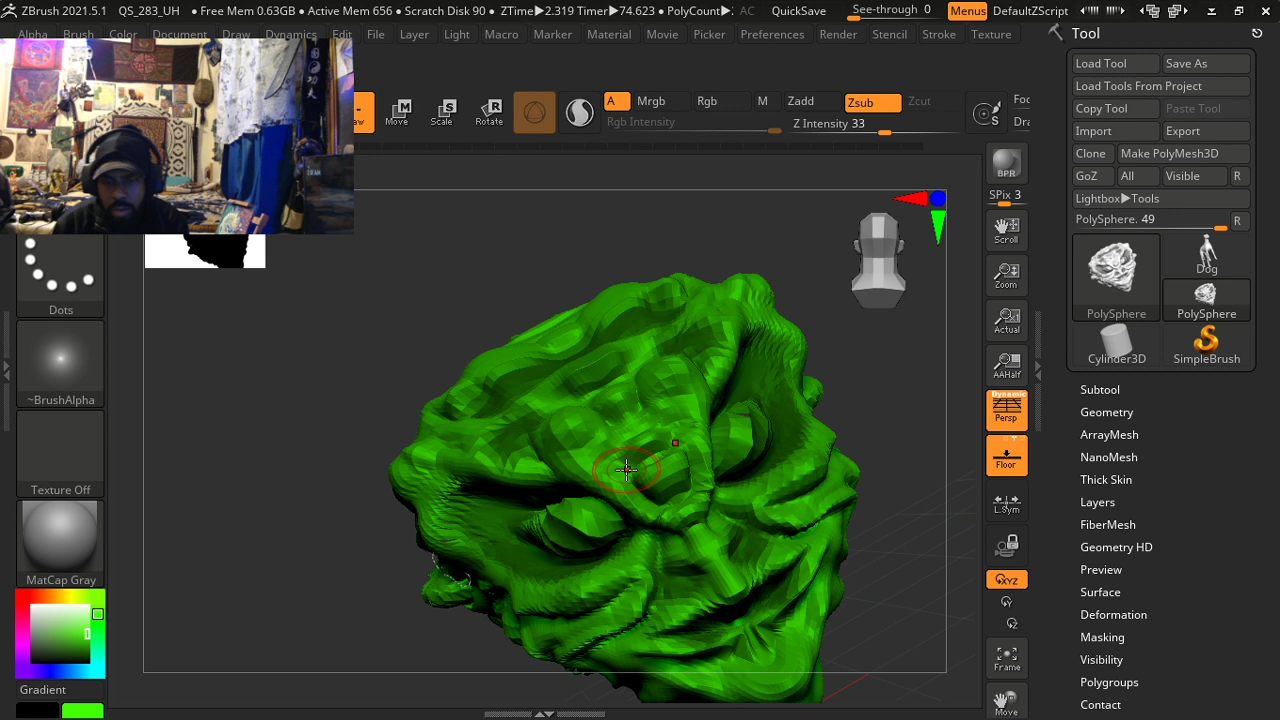 ZBrush 2021.5.1 QS_283_UH • Free Mem 0.63GB • Active Mem 656 • Scratch Disk 90 • ZTime▶2.319 Timer▶74.623 • PolyCount▶ AC QuickSave See-through 0 Menus DefaultZScript
Alpha Brush Color Document Draw Dynamics Edit File Layer Light Macro Marker Material Movie Picker Preferences Render Stencil Stroke Texture
Tool
Load Tool Save As
Load Tools From Project
Copy Tool Paste Tool
Import Export
Clone Make PolyMesh3D
GoZ All Visible R
Lightbox▶Tools
PolySphere. 49 R
PolySphere
Dog
PolySphere
Cylinder3D SimpleBrush
Move Scale Rotate
A Mrgb Rgb M Zadd Zsub Zcut
Rgb Intensity Z Intensity 33
Foc
Dra
BPR
SPix 3
Scroll
Zoom
Actual
AAHalf
Dynamic
Persp
Floor
L.Sym
XYZ
Frame
Move
Dots
~BrushAlpha
Texture Off
MatCap Gray
Gradient
Subtool
Geometry
ArrayMesh
NanoMesh
Thick Skin
Layers
FiberMesh
Geometry HD
Preview
Surface
Deformation
Masking
Visibility
Polygroups
Contact